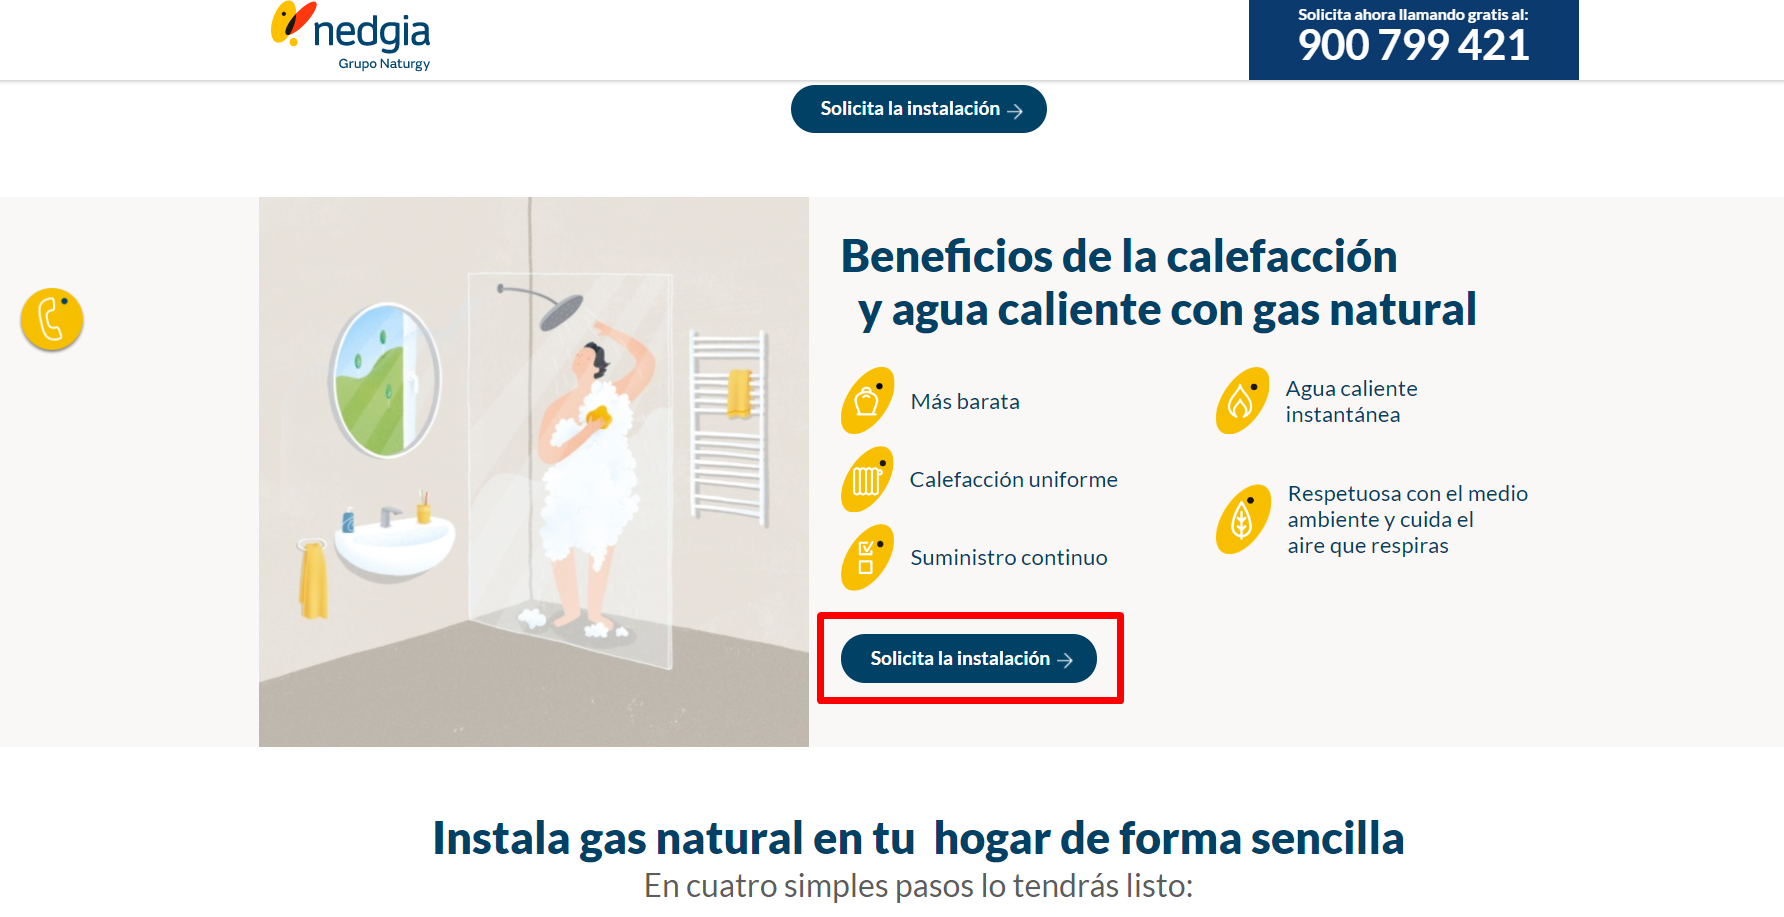 nedgia
Grupo Naturgy
Solicita ahora llamando gratis al:
900 799 421
Solicita la instalación
Beneficios de la calefacción
y agua caliente con gas natural
Más barata
Calefacción uniforme
Suministro continuo
Agua caliente
instantánea
Respetuosa con el medio
ambiente y cuida el
aire que respiras
Solicita la instalación
Instala gas natural en tu hogar de forma sencilla
En cuatro simples pasos lo tendrás listo: